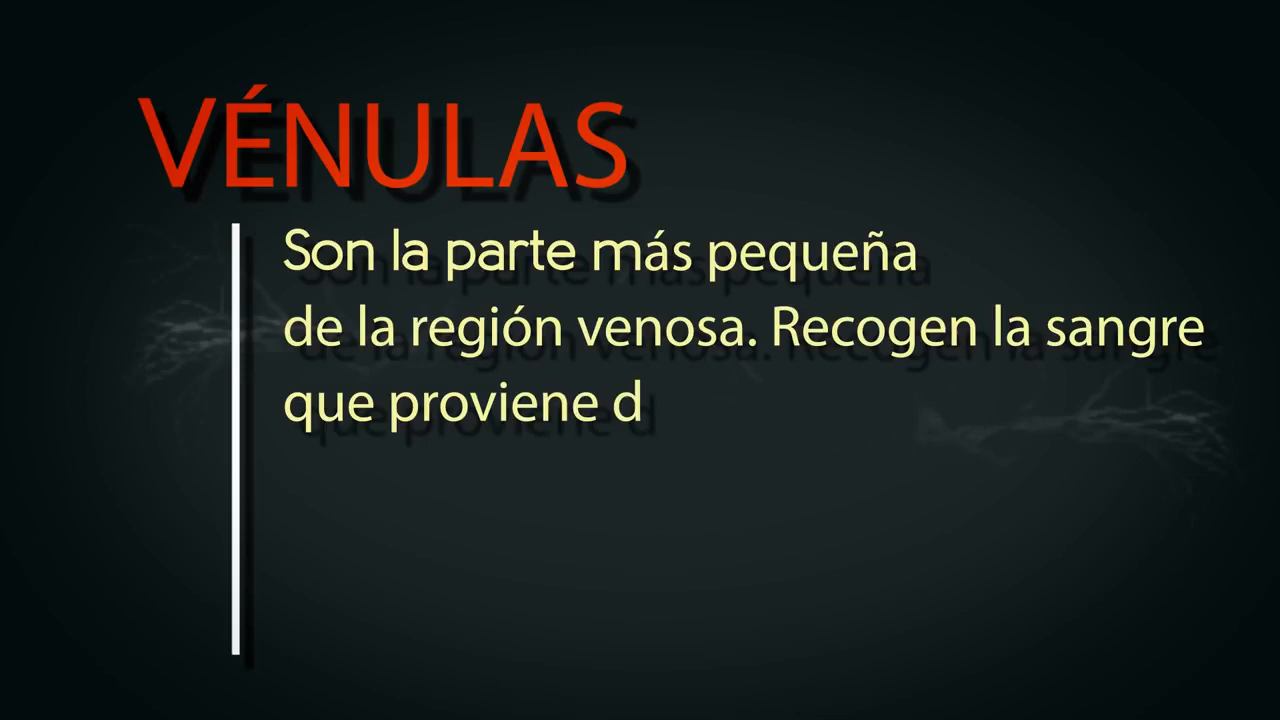 VÉNULAS
Son la parte más pequeña
de la región venosa. Recogen la sangre
que proviene d